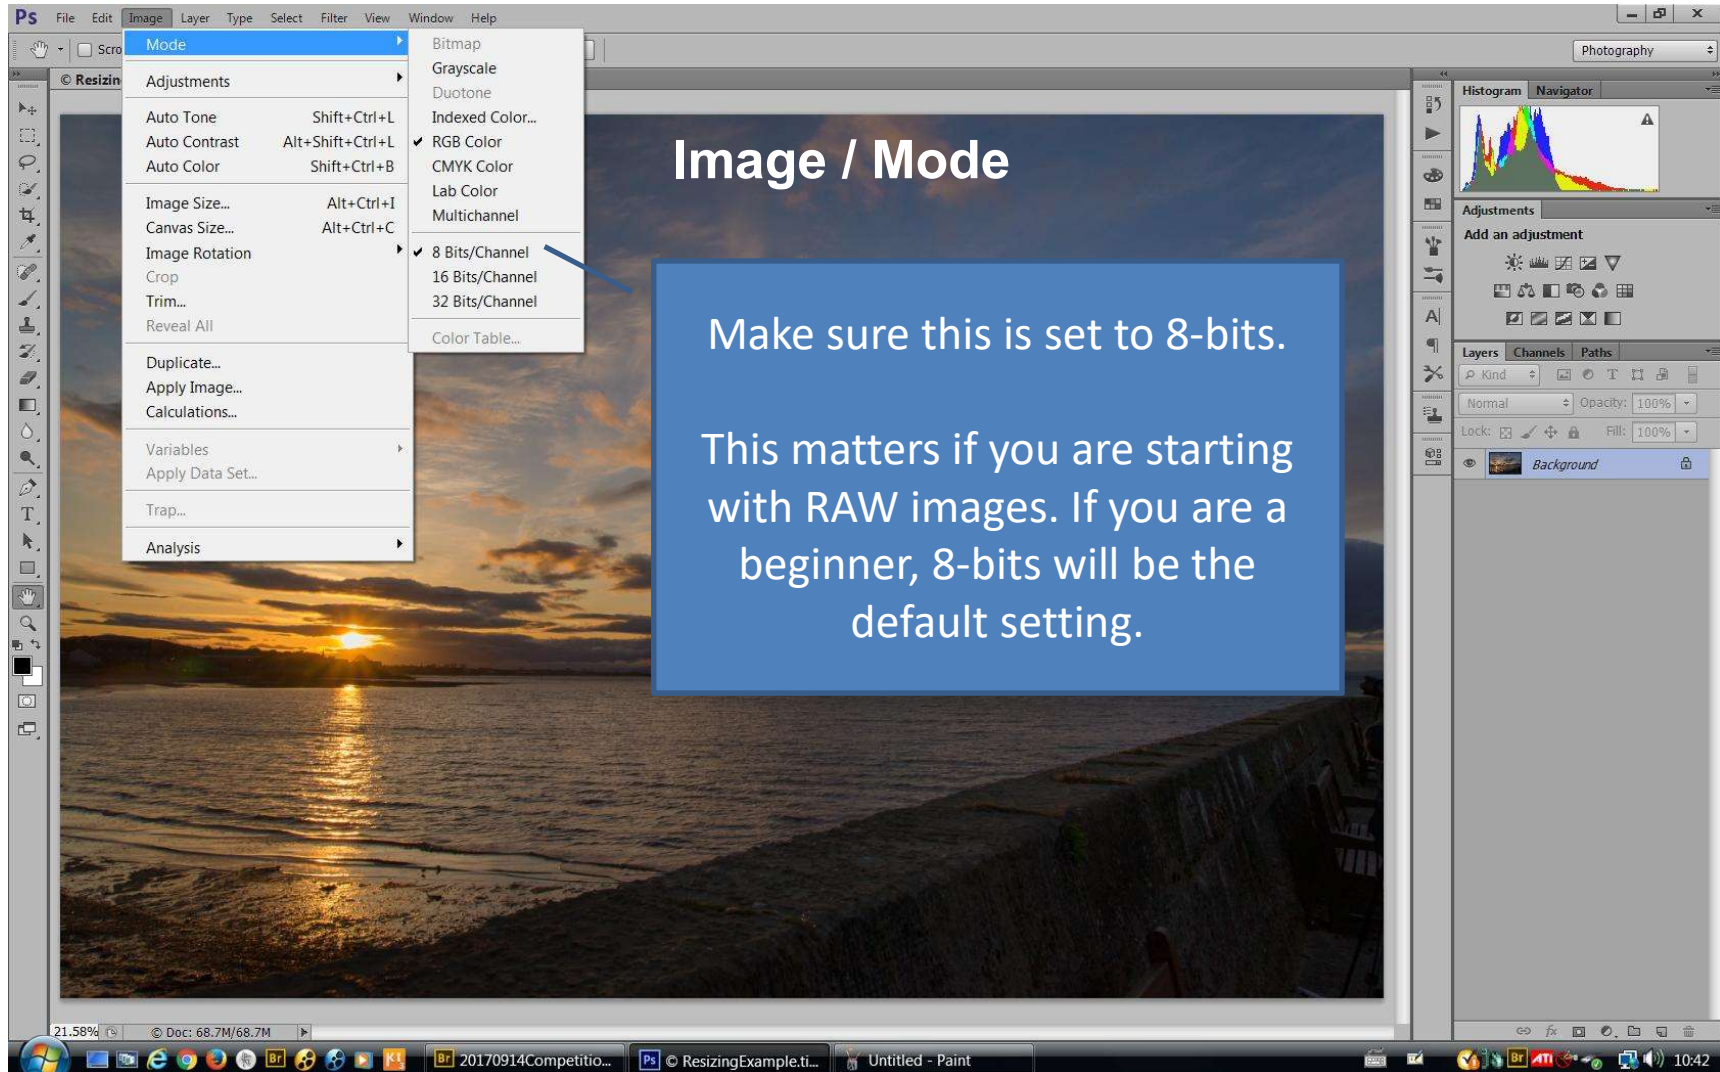 Ps File Edit Image Layer Type Select Filter View Window Help
Scro
Photography
© Resizin
Mode
Adjustments
Auto Tone Shift+Ctrl+L
Auto Contrast Alt+Shift+Ctrl+L
Auto Color Shift+Ctrl+B
Image Size... Alt+Ctrl+I
Canvas Size... Alt+Ctrl+C
Image Rotation
Crop
Trim...
Reveal All
Duplicate...
Apply Image...
Calculations...
Variables
Apply Data Set...
Trap...
Analysis
Bitmap
Grayscale
Duotone
Indexed Color...
RGB Color
CMYK Color
Lab Color
Multichannel
8 Bits/Channel
16 Bits/Channel
32 Bits/Channel
Color Table...
Image / Mode
Make sure this is set to 8-bits.
This matters if you are starting
with RAW images. If you are a
beginner, 8-bits will be the
default setting.
Histogram Navigator
Adjustments
Add an adjustment
Layers Channels Paths
Kind
Normal Opacity: 100%
Lock: Fill: 100%
Background
21.58% © Doc: 68.7M/68.7M
Br 20170914Competitio... Ps © ResizingExample.ti... Untitled - Paint
Br ATI 10:42